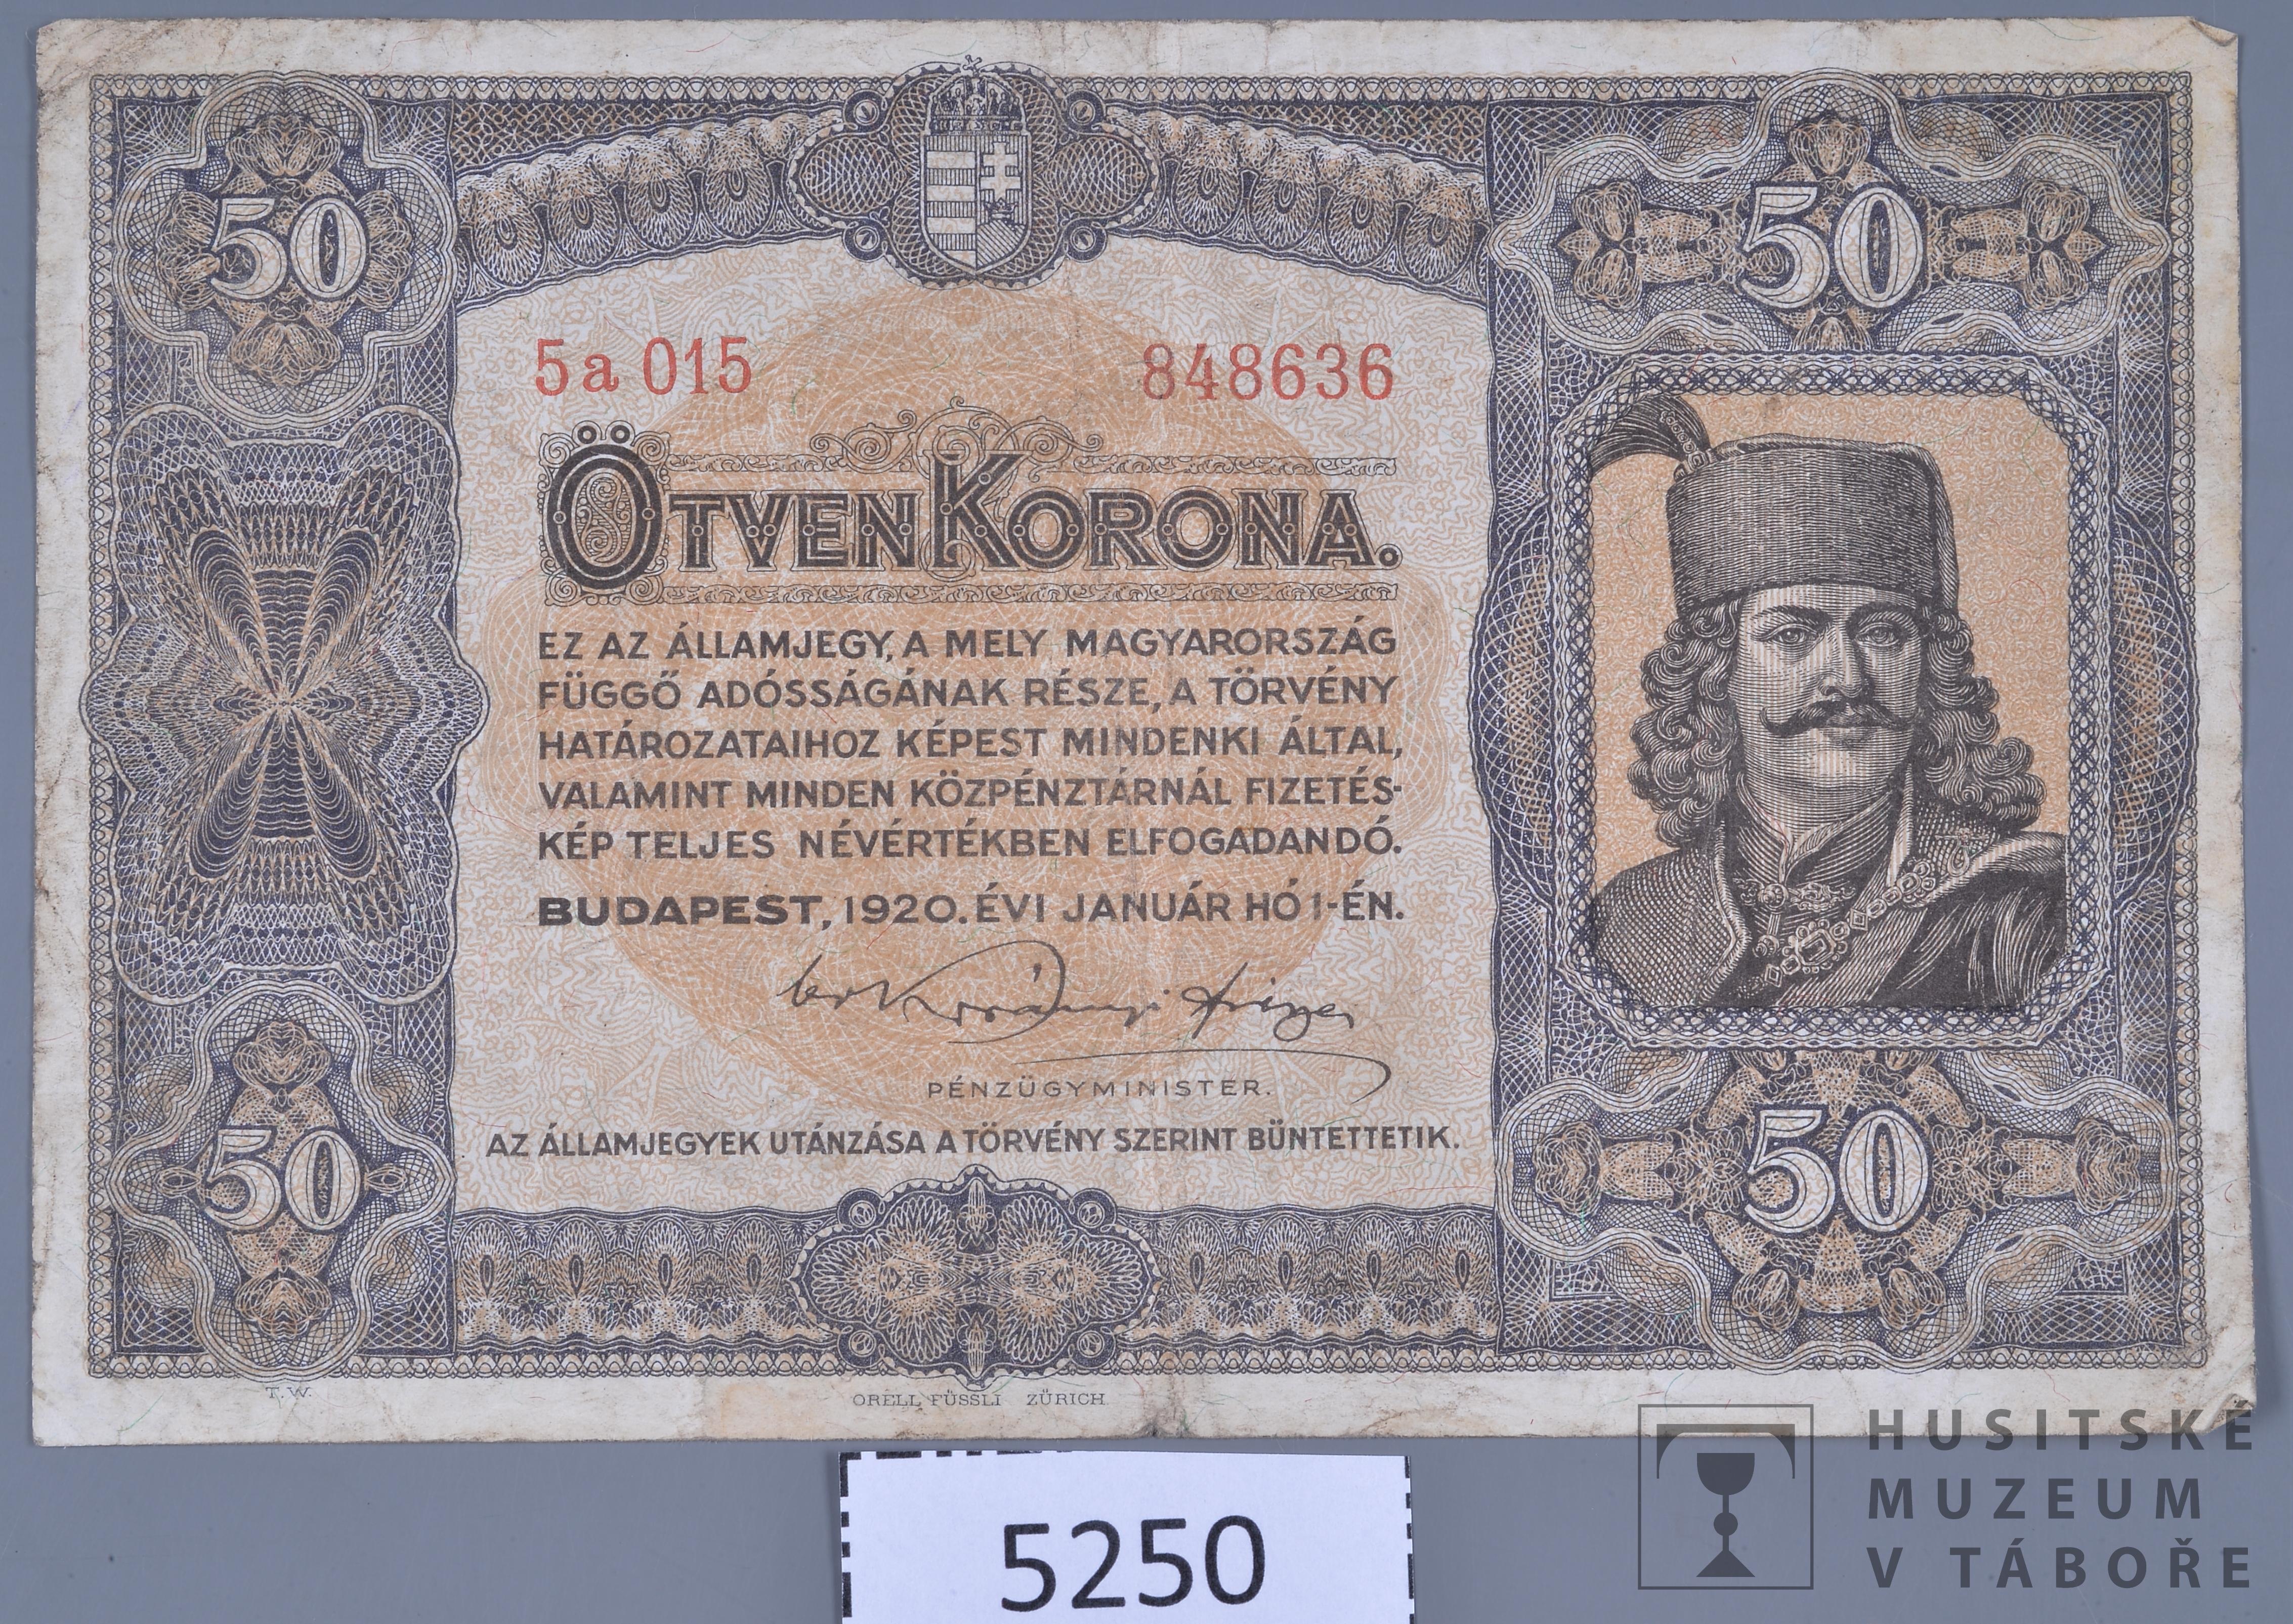 50
50
5a 015 848636
ÖTVEN KORONA.
EZ AZ ÁLLAMJEGY, A MELY MAGYARORSZÁG
FÜGGŐ ADÓSSÁGÁNAK RÉSZE, A TÖRVÉNY
HATÁROZATAIHOZ KÉPEST MINDENKI ÁLTAL,
VALAMINT MINDEN KÖZPÉNZTÁRNÁL FIZETÉS-
KÉP TELJES NÉVÉRTÉKBEN ELFOGADANDÓ.
BUDAPEST, 1920. ÉVI JANUÁR HÓ 1-ÉN.
Korányi
PÉNZÜGYMINISTER.
AZ ÁLLAMJEGYEK UTÁNZÁSA A TÖRVÉNY SZERINT BÜNTETTETIK.
50
50
T.W.
ORELL FÜSSLI ZÜRICH
5250
HUSITSKÉ
MUZEUM
V TÁBOŘE